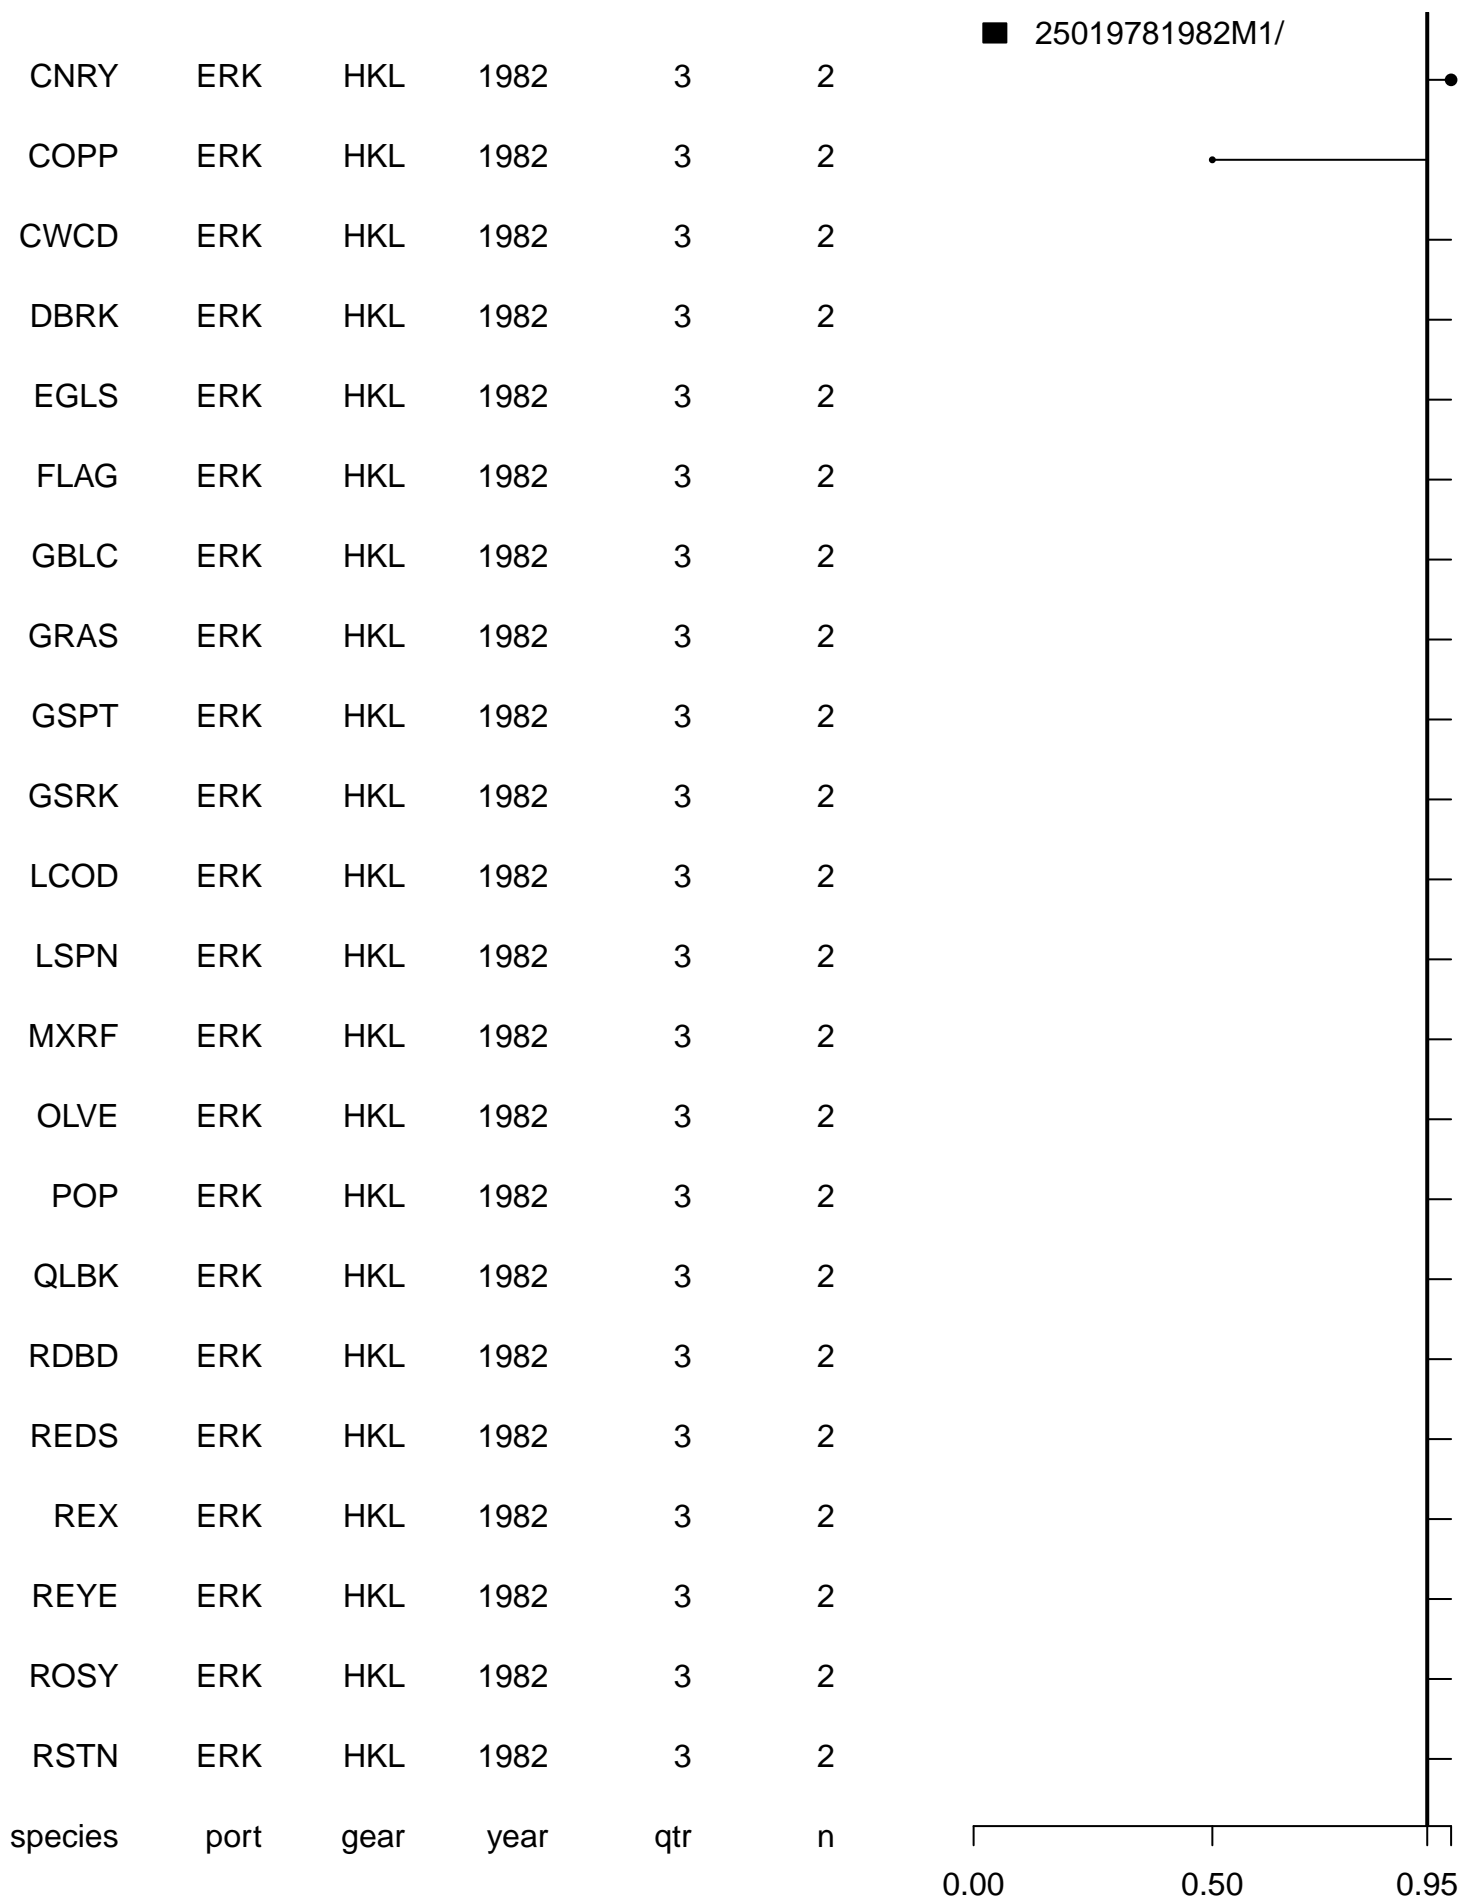 25019781982M1/
CNRY ERK HKL 1982 3 2
COPP ERK HKL 1982 3 2
CWCD ERK HKL 1982 3 2
DBRK ERK HKL 1982 3 2
EGLS ERK HKL 1982 3 2
FLAG ERK HKL 1982 3 2
GBLC ERK HKL 1982 3 2
GRAS ERK HKL 1982 3 2
GSPT ERK HKL 1982 3 2
GSRK ERK HKL 1982 3 2
LCOD ERK HKL 1982 3 2
LSPN ERK HKL 1982 3 2
MXRF ERK HKL 1982 3 2
OLVE ERK HKL 1982 3 2
POP ERK HKL 1982 3 2
QLBK ERK HKL 1982 3 2
RDBD ERK HKL 1982 3 2
REDS ERK HKL 1982 3 2
REX ERK HKL 1982 3 2
REYE ERK HKL 1982 3 2
ROSY ERK HKL 1982 3 2
RSTN ERK HKL 1982 3 2
species port gear year qtr n
0.00 0.50 0.95